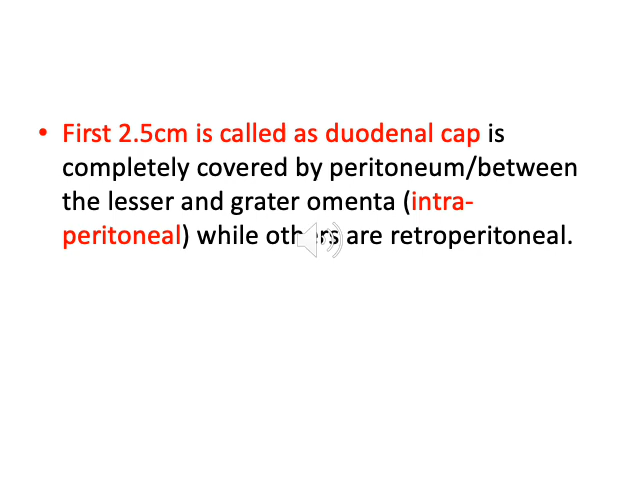 • First 2.5cm is called as duodenal cap is
completely covered by peritoneum/between
the lesser and grater omenta (intra-
peritoneal) while others are retroperitoneal.